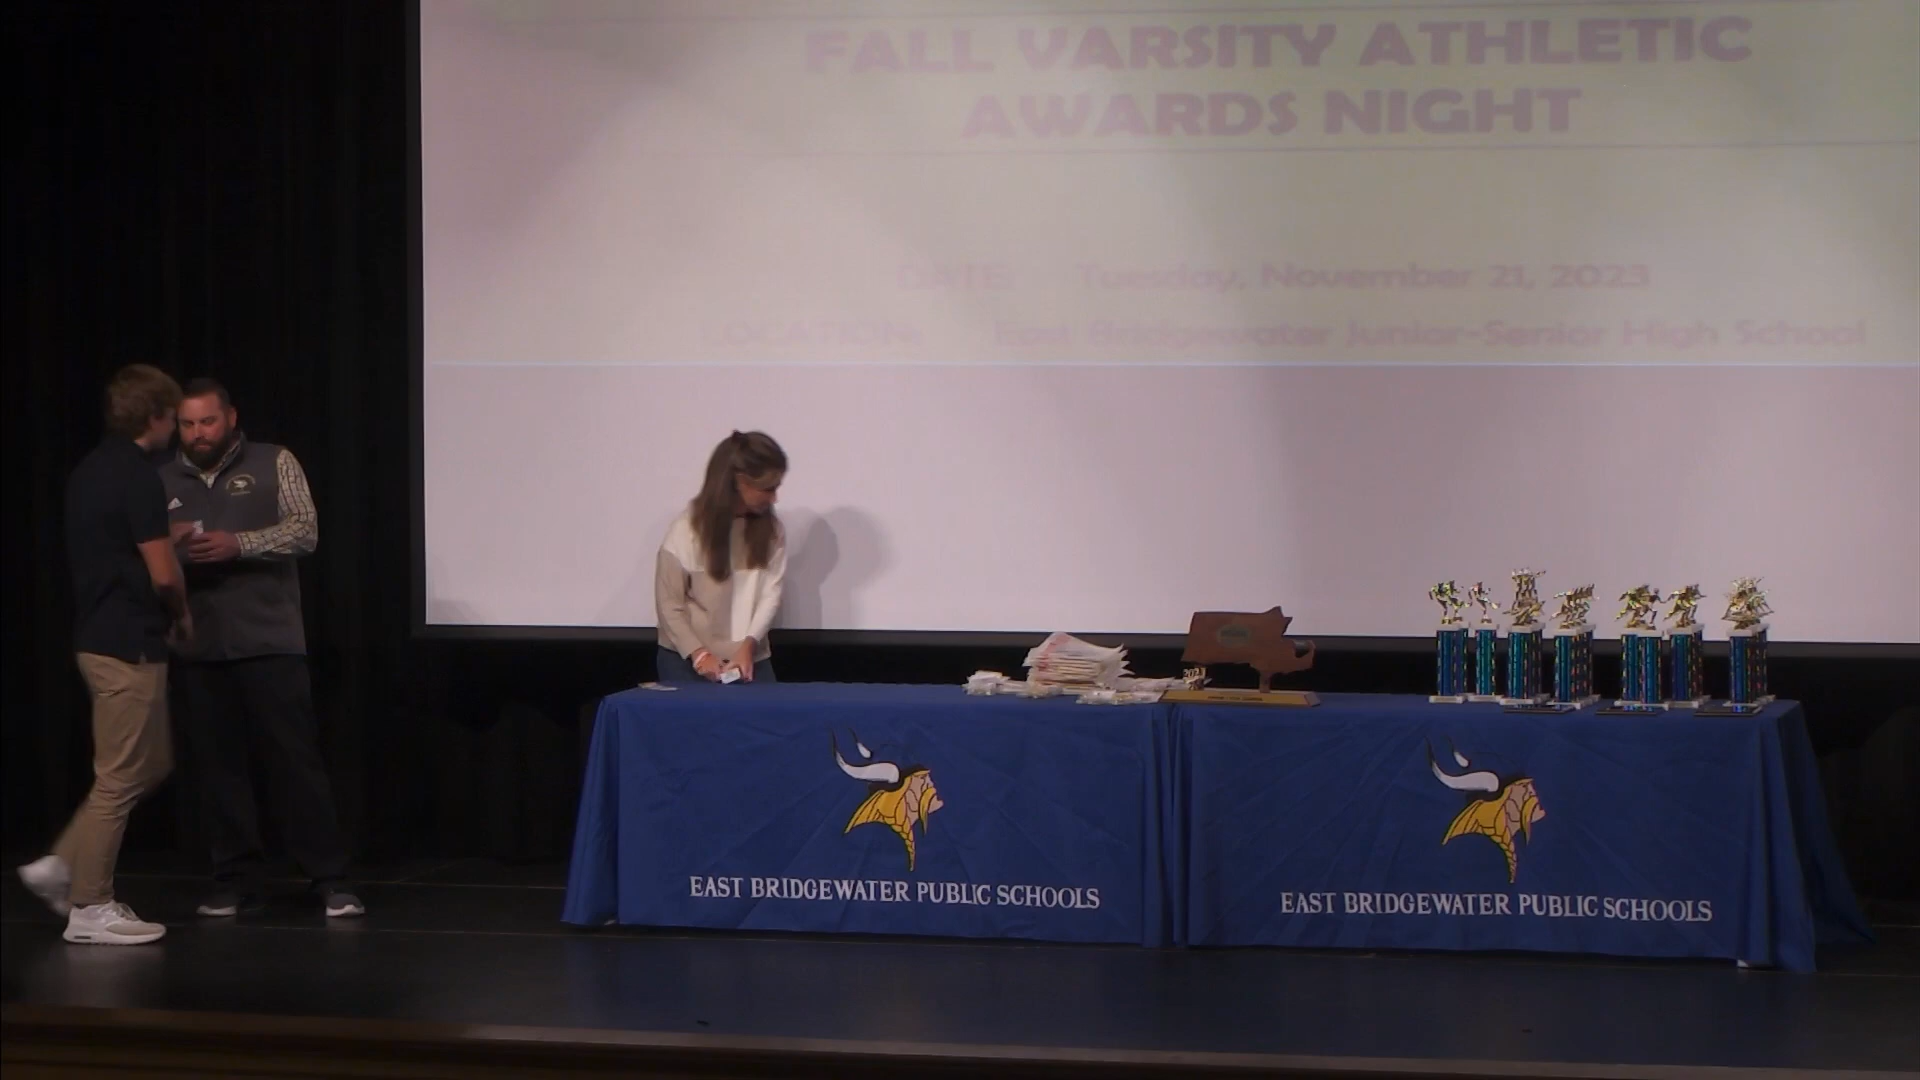 FALL VARSITY ATHLETIC
AWARDS NIGHT
DATE: Tuesday, November 21, 2023
LOCATION: East Bridgewater Junior-Senior High School
2023
EAST BRIDGEWATER PUBLIC SCHOOLS
EAST BRIDGEWATER PUBLIC SCHOOLS